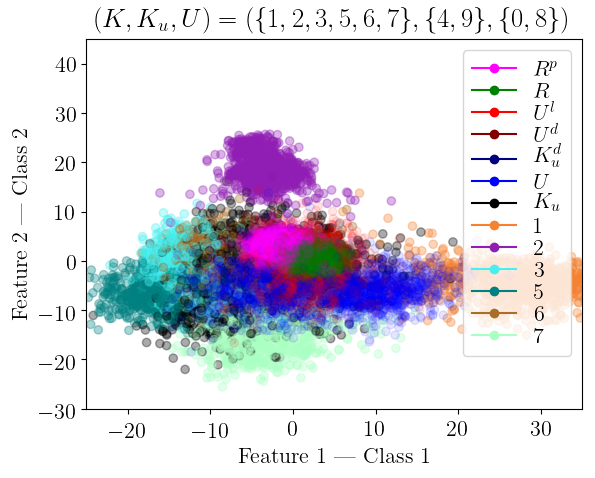 (K, K_u, U) = ({1, 2, 3, 5, 6, 7}, {4, 9}, {0, 8})
40
30
20
10
0
−10
−20
−30
−20
−10
0
10
20
30
Feature 2 — Class 2
Feature 1 — Class 1
R^p
R
U^l
U^d
K_u^d
U
K_u
1
2
3
5
6
7